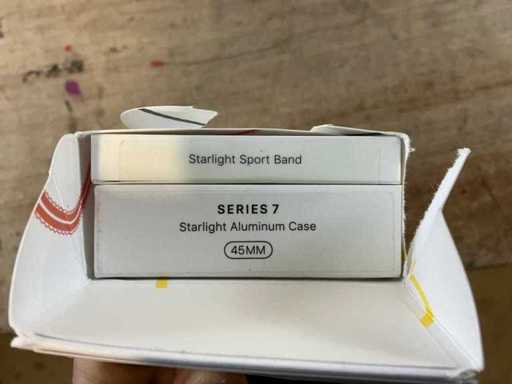 Starlight Sport Band
SERIES 7
Starlight Aluminum Case
45MM